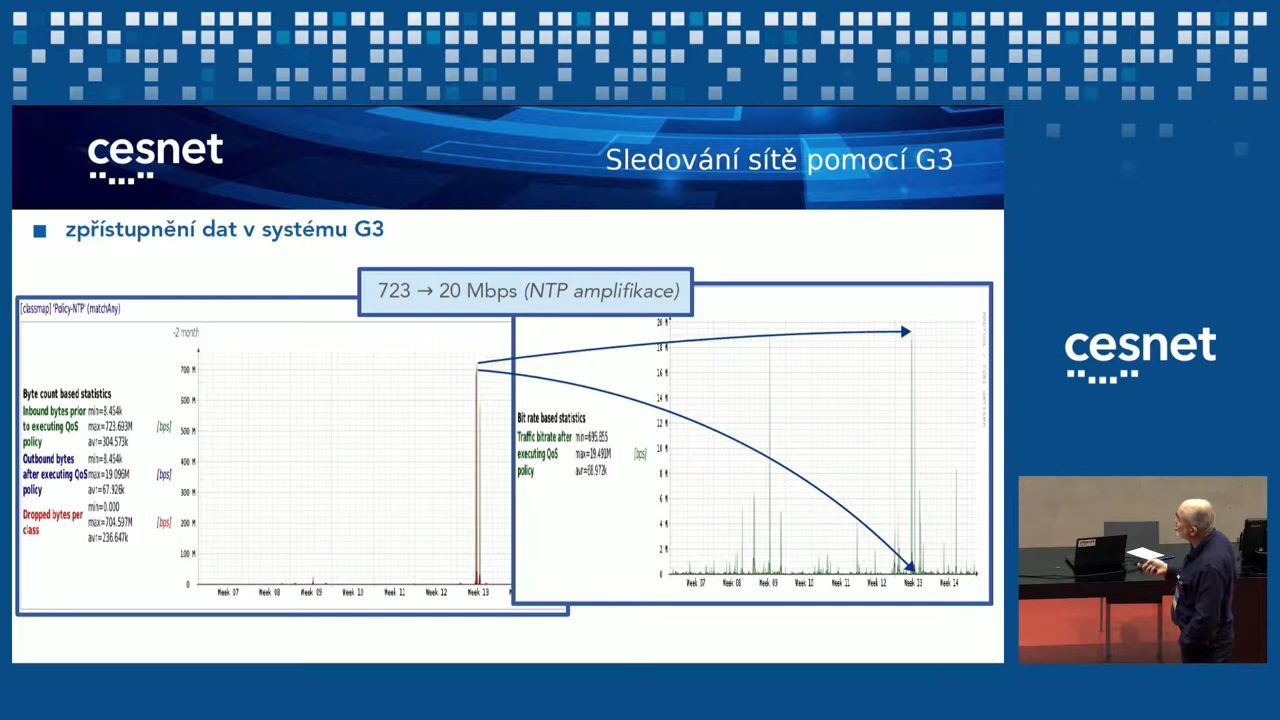 cesnet
Sledování sítě pomocí G3
zpřístupnění dat v systému G3
723 → 20 Mbps (NTP amplifikace)
[classmap] 'Policy-NTP' (matchAny)
-2 month
Byte count based statistics
Inbound bytes prior min=8.454k
to executing QoS max=723.693M [bps]
policy avr=304.573k
Outbound bytes min=8.454k
after executing QoS max=19.096M [bps]
policy avr=67.926k
Dropped bytes per min=0.000
class max=704.597M [bps]
avr=236.647k
700 M
600 M
500 M
400 M
300 M
200 M
100 M
0
Week 07 Week 08 Week 09 Week 10 Week 11 Week 12 Week 13
Bit rate based statistics
Traffic bitrate after min=695.855
executing QoS max=19.491M [bps]
policy avr=68.972k
20 M
18 M
16 M
14 M
12 M
10 M
8 M
6 M
4 M
2 M
0
Week 07 Week 08 Week 09 Week 10 Week 11 Week 12 Week 13 Week 14
cesnet